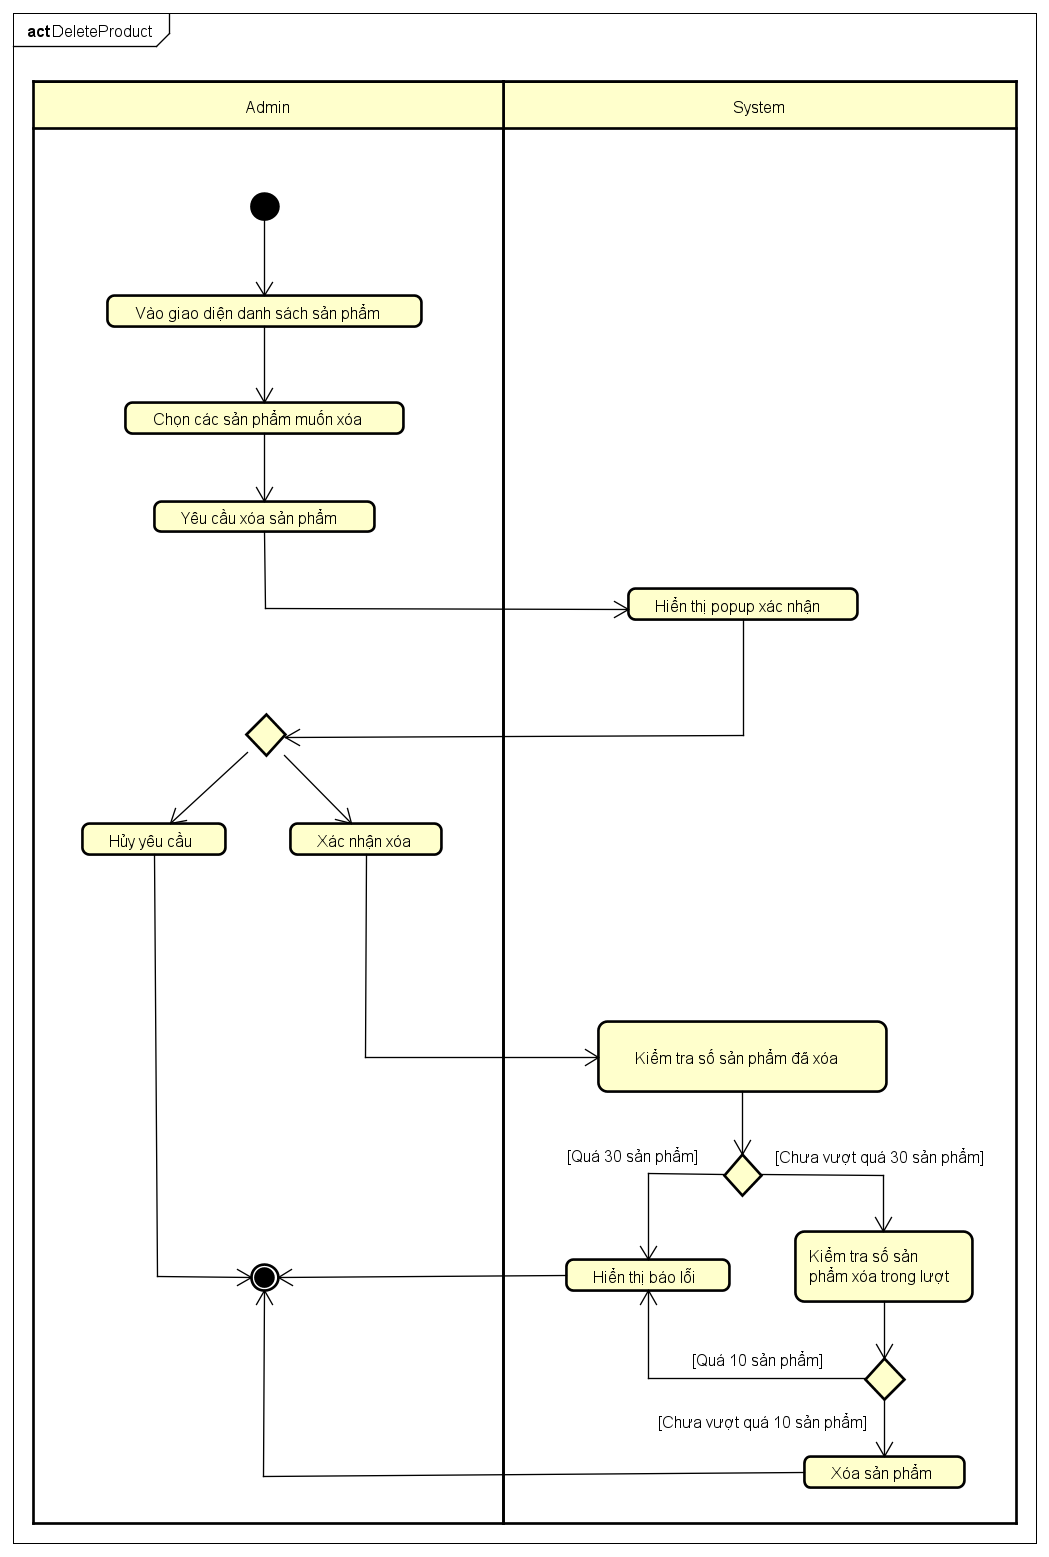 act DeleteProduct
Admin
System
Vào giao diện danh sách sản phẩm
Chọn các sản phẩm muốn xóa
Yêu cầu xóa sản phẩm
Hiển thị popup xác nhận
Hủy yêu cầu
Xác nhận xóa
Kiểm tra số sản phẩm đã xóa
[Quá 30 sản phẩm]
[Chưa vượt quá 30 sản phẩm]
Kiểm tra số sản
phẩm xóa trong lượt
Hiển thị báo lỗi
[Quá 10 sản phẩm]
[Chưa vượt quá 10 sản phẩm]
Xóa sản phẩm